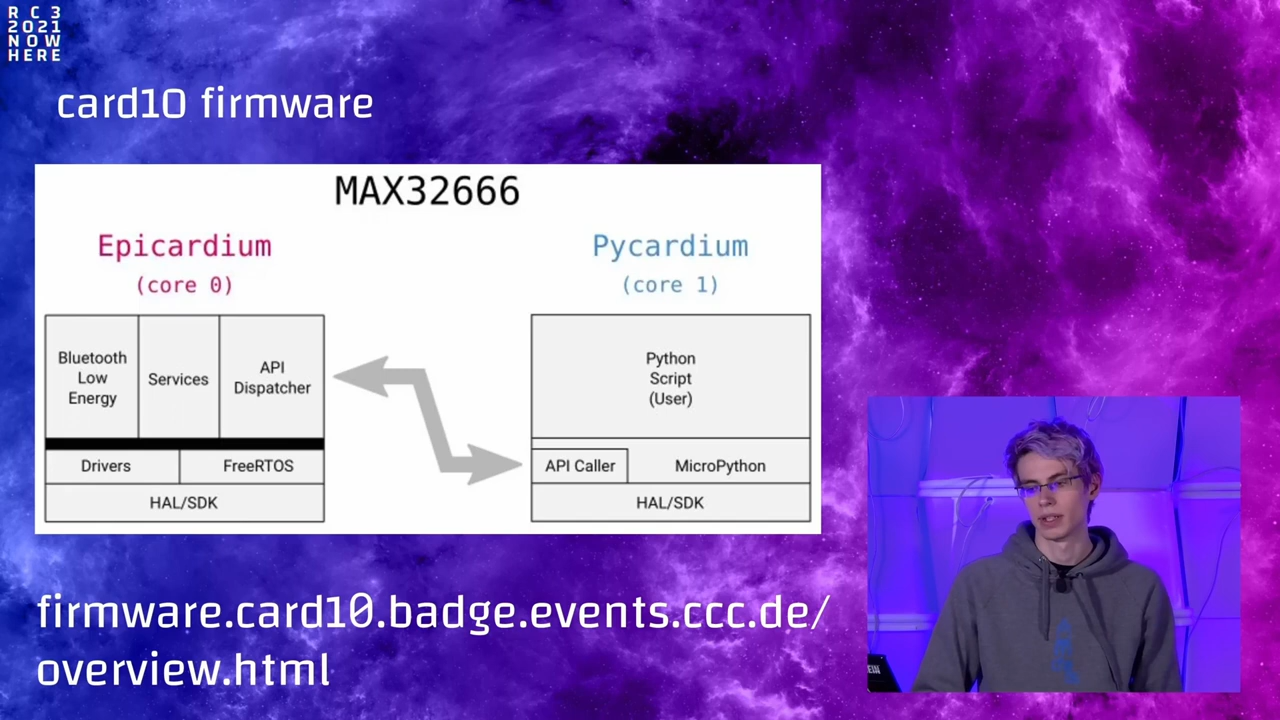 R C 3
2021
NOW
HERE
card10 firmware
MAX32666
Epicardium
(core 0)
Pycardium
(core 1)
Bluetooth
Low
Energy
Services
API
Dispatcher
Python
Script
(User)
Drivers
FreeRTOS
API Caller
MicroPython
HAL/SDK
HAL/SDK
firmware.card10.badge.events.ccc.de/
overview.html